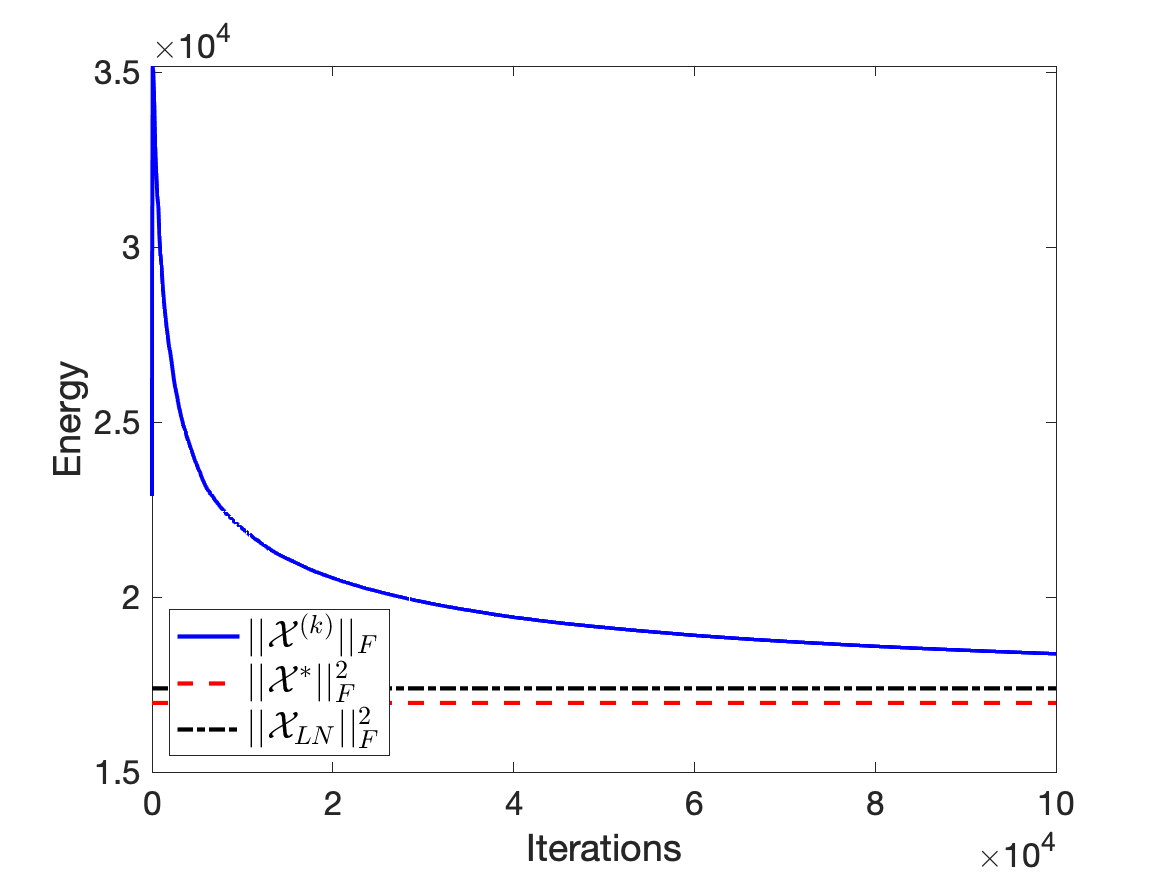 ×10⁴
3.5
3
2.5
2
1.5
Energy
||𝒳⁽ᵏ⁾||_F
||𝒳*||²_F
||𝒳_LN||²_F
0 2 4 6 8 10
Iterations
×10⁴